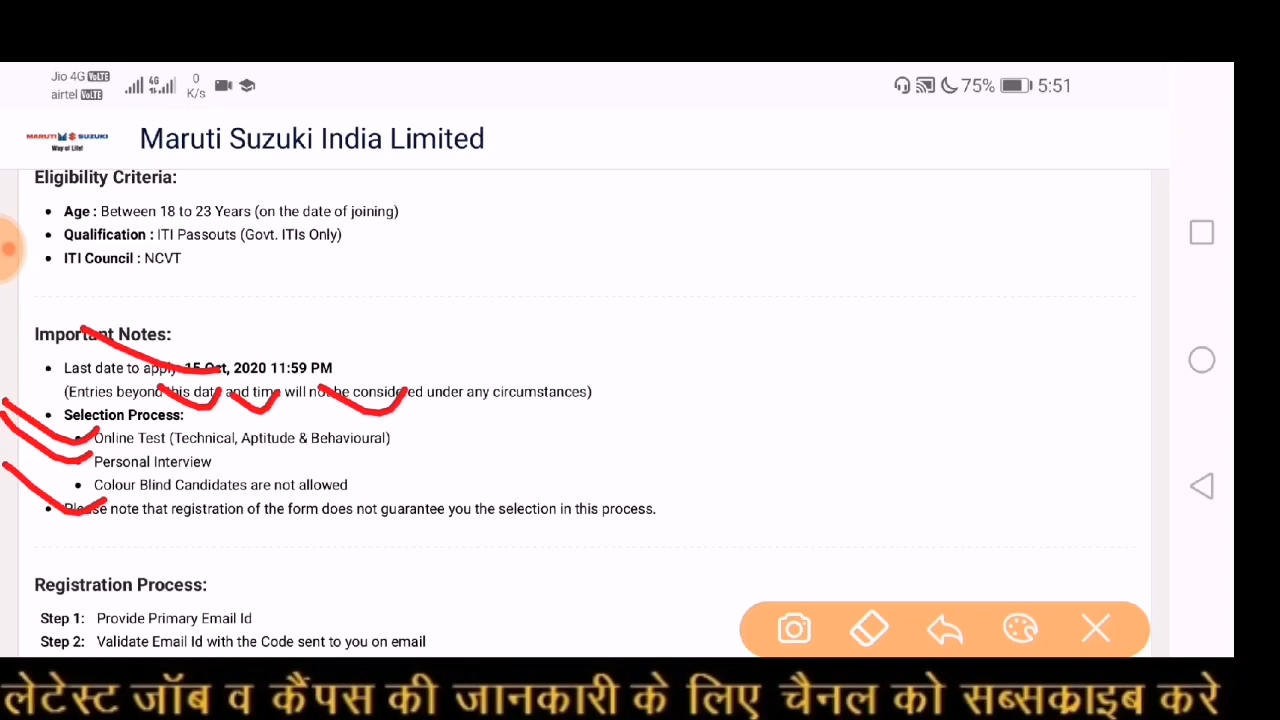 Jio 4G VoLTE
airtel VoLTE
4G
0
K/s
75%
5:51
MARUTI SUZUKI
Way of Life!
Maruti Suzuki India Limited
Eligibility Criteria:
• Age : Between 18 to 23 Years (on the date of joining)
• Qualification : ITI Passouts (Govt. ITIs Only)
• ITI Council : NCVT
Important Notes:
• Last date to apply 15 Oct, 2020 11:59 PM
(Entries beyond this date and time will not be considered under any circumstances)
• Selection Process:
• Online Test (Technical, Aptitude & Behavioural)
• Personal Interview
• Colour Blind Candidates are not allowed
• Please note that registration of the form does not guarantee you the selection in this process.
Registration Process:
Step 1: Provide Primary Email Id
Step 2: Validate Email Id with the Code sent to you on email
लेटेस्ट जॉब व कैंपस की जानकारी के लिए चैनल को सब्सक्राइब करे